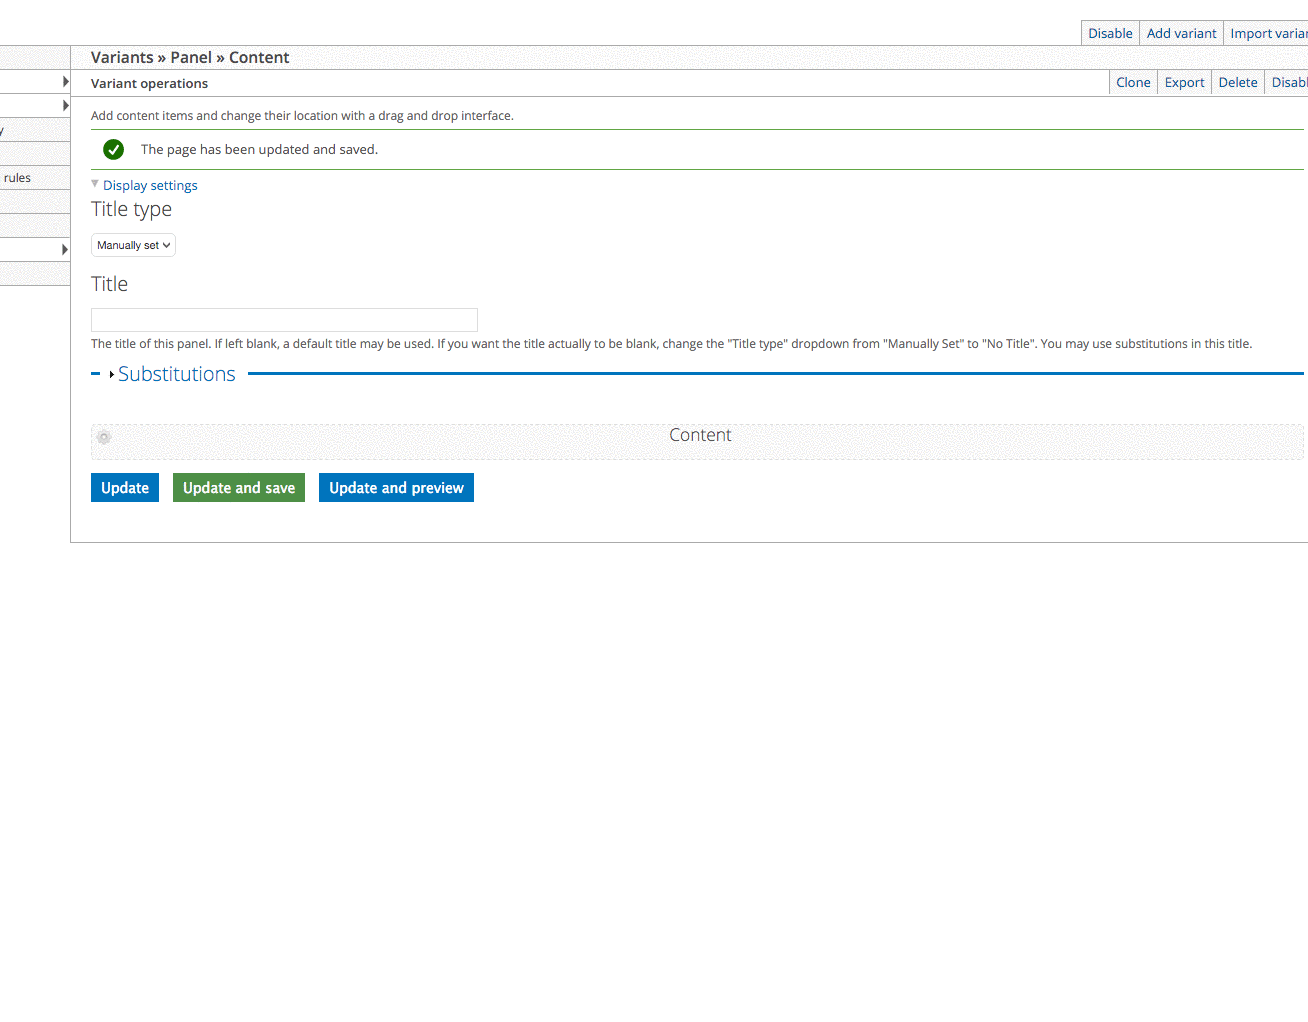 Disable Add variant Import varian
Variants » Panel » Content
Variant operations
Clone Export Delete Disabl
Add content items and change their location with a drag and drop interface.
y
The page has been updated and saved.
rules
Display settings
Title type
Manually set
Title
The title of this panel. If left blank, a default title may be used. If you want the title actually to be blank, change the "Title type" dropdown from "Manually Set" to "No Title". You may use substitutions in this title.
Substitutions
Content
Update Update and save Update and preview